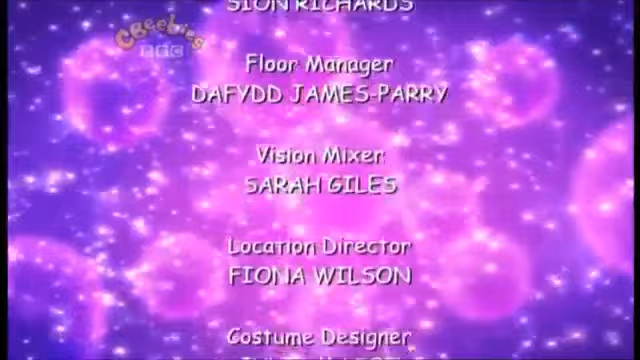 SION RICHARDS
CBeebies
BBC
Floor Manager
DAFYDD JAMES-PARRY
Vision Mixer
SARAH GILES
Location Director
FIONA WILSON
Costume Designer